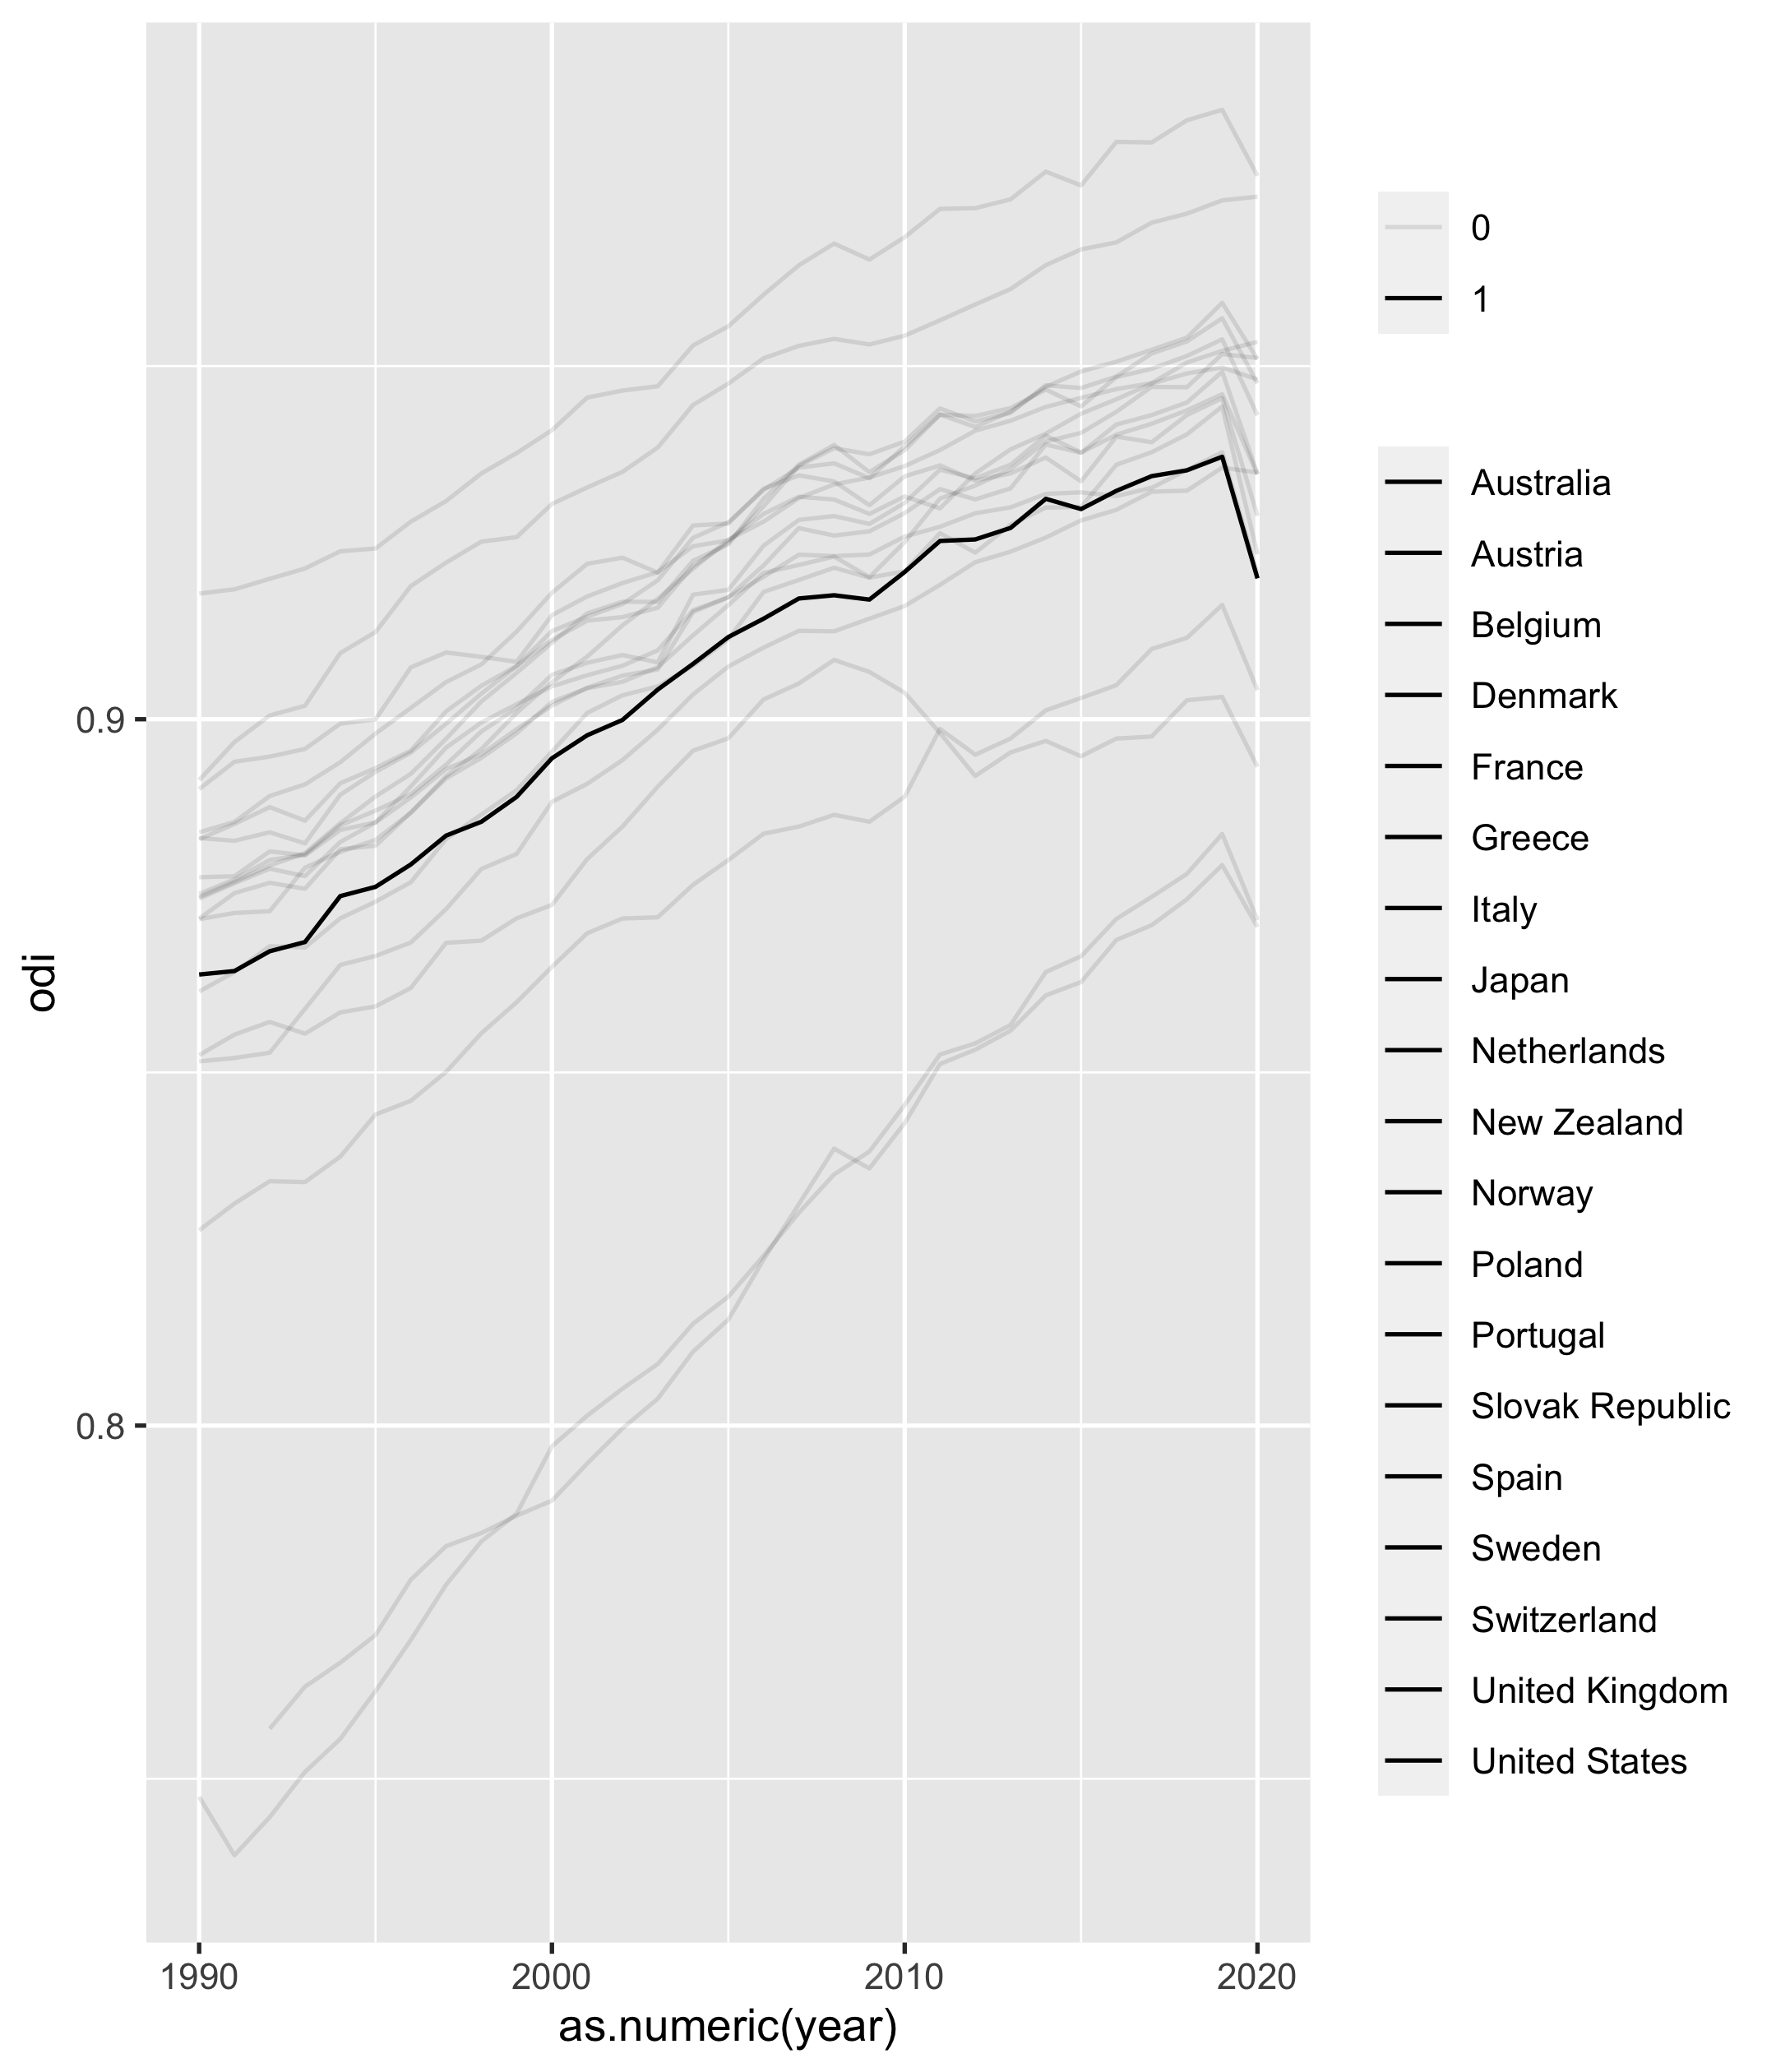 odi
0.9
0.8
1990
2000
2010
2020
as.numeric(year)
0
1
Australia
Austria
Belgium
Denmark
France
Greece
Italy
Japan
Netherlands
New Zealand
Norway
Poland
Portugal
Slovak Republic
Spain
Sweden
Switzerland
United Kingdom
United States